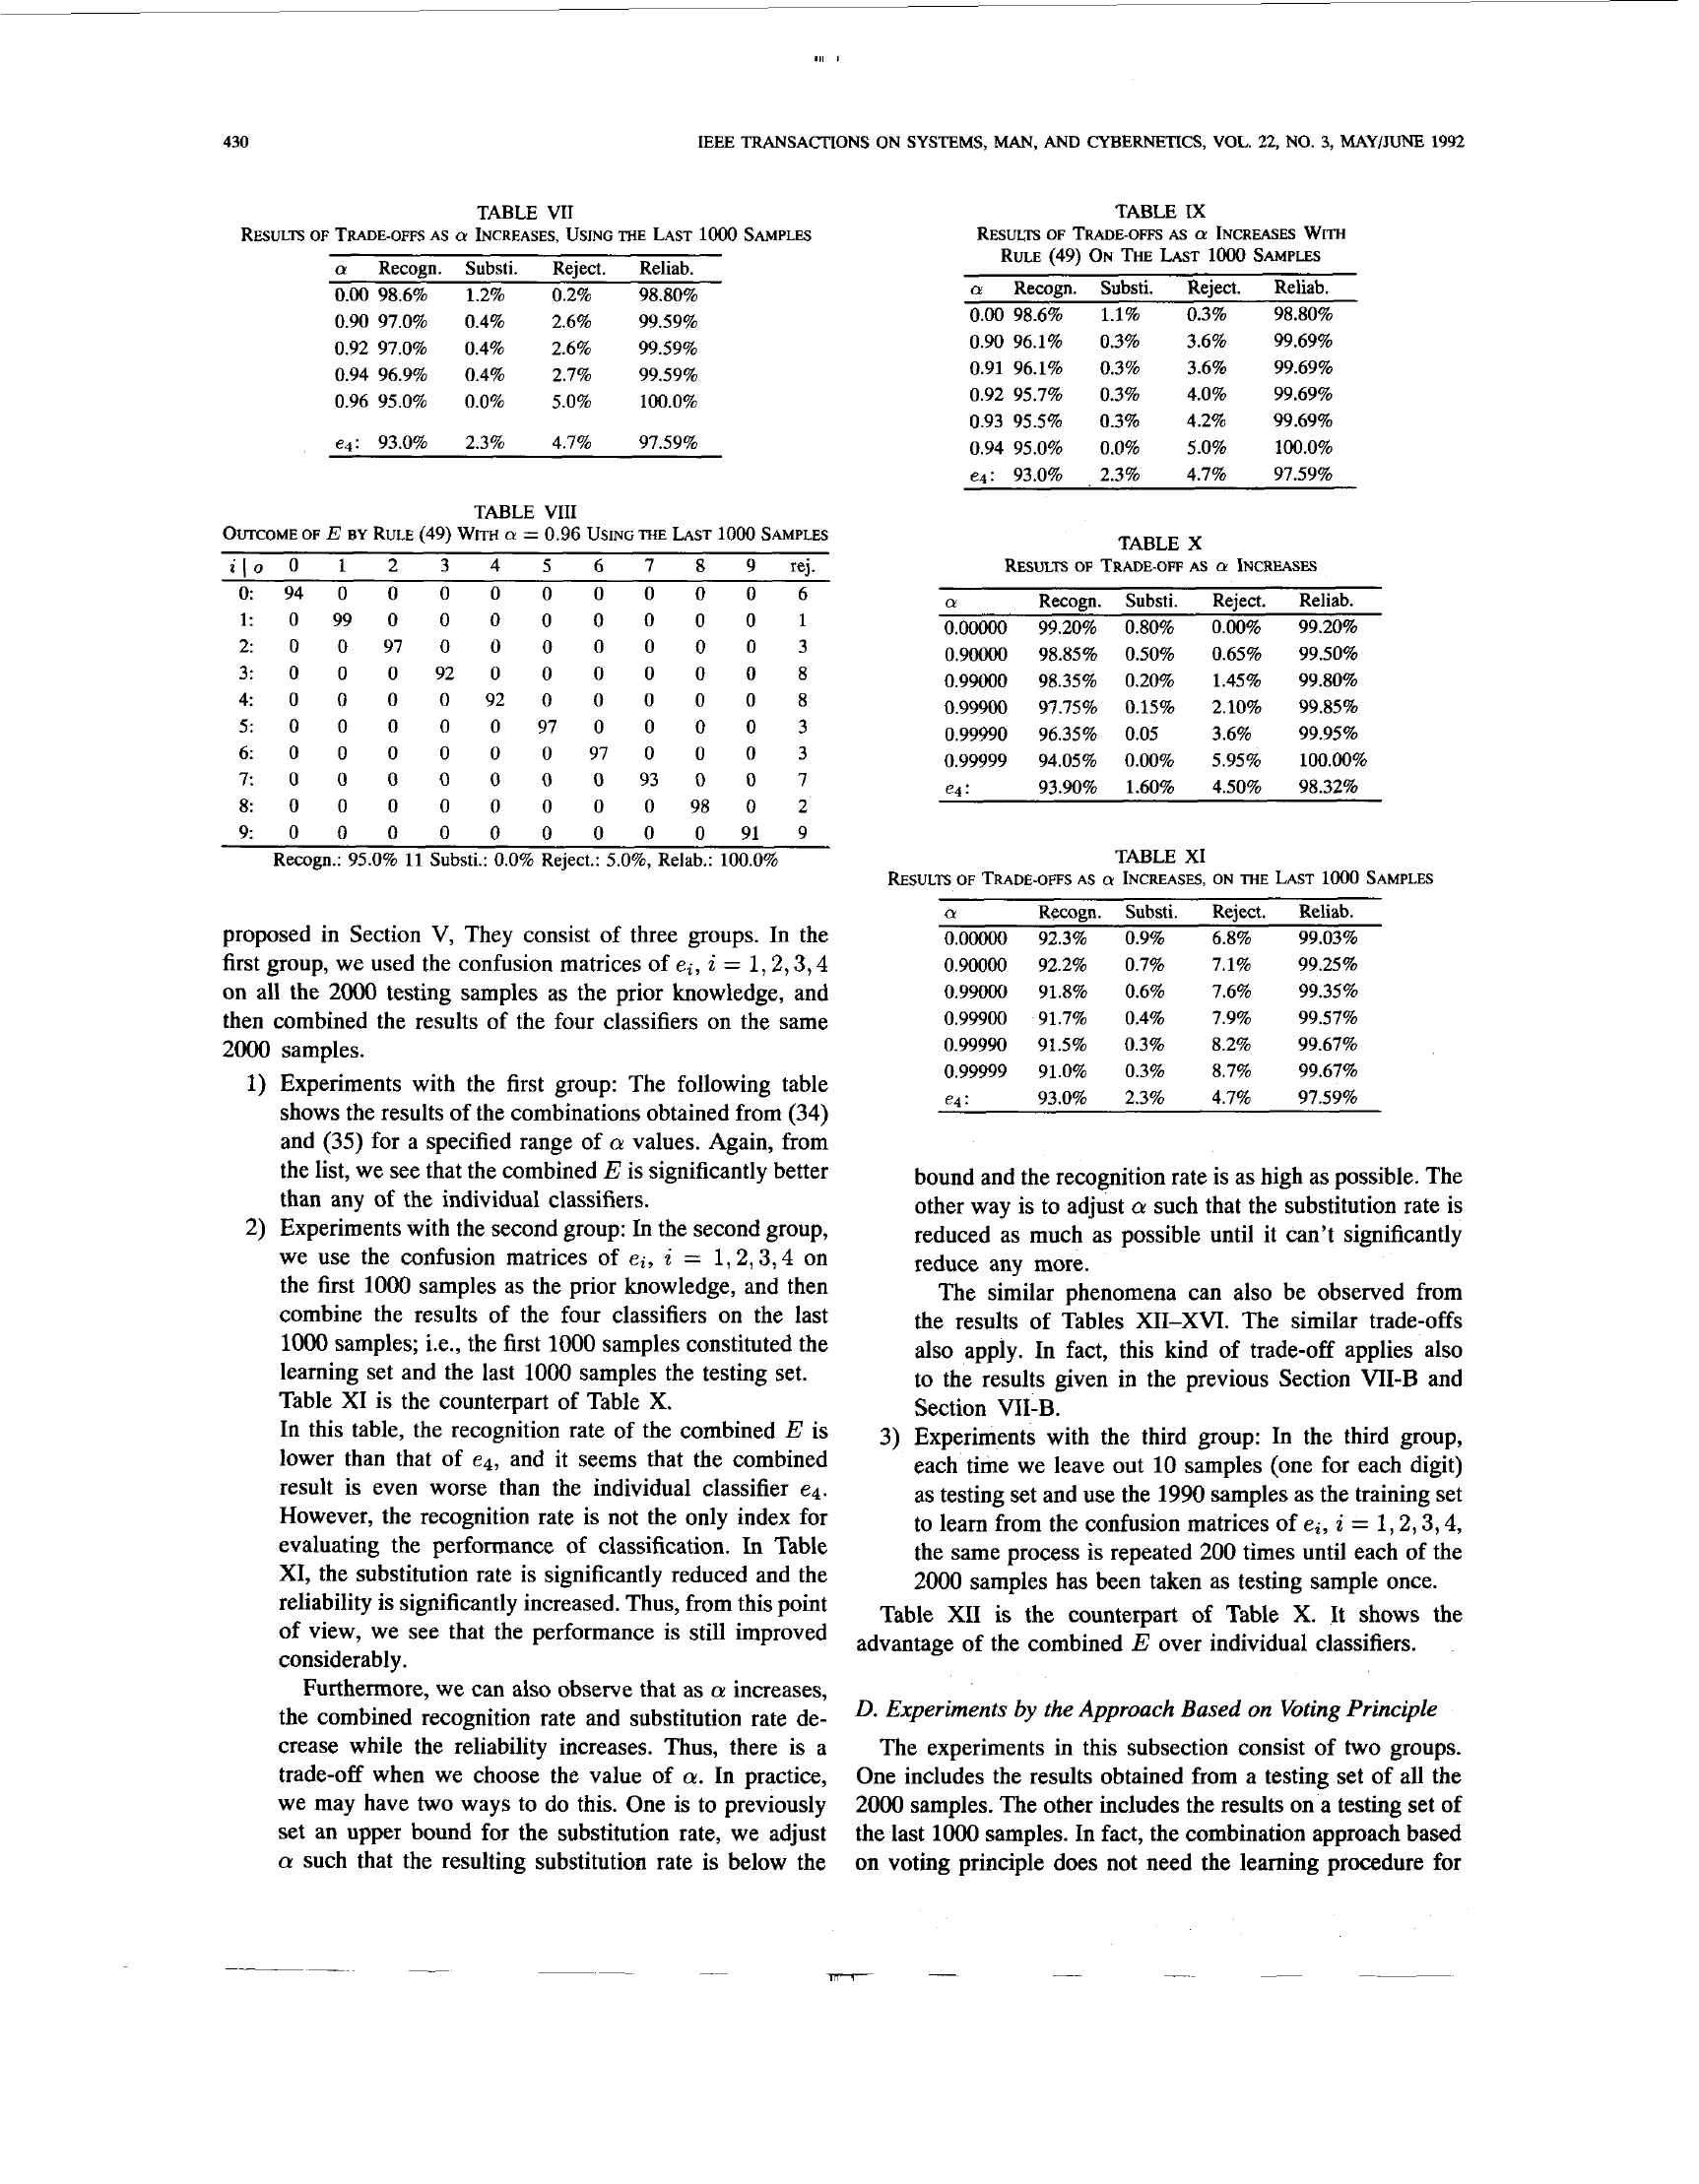 430
IEEE TRANSACTIONS ON SYSTEMS, MAN, AND CYBERNETICS, VOL. 22, NO. 3, MAY/JUNE 1992
TABLE VII
RESULTS OF TRADE-OFFS AS α INCREASES, USING THE LAST 1000 SAMPLES
α Recogn. Substi. Reject. Reliab.
0.00 98.6% 1.2% 0.2% 98.80%
0.90 97.0% 0.4% 2.6% 99.59%
0.92 97.0% 0.4% 2.6% 99.59%
0.94 96.9% 0.4% 2.7% 99.59%
0.96 95.0% 0.0% 5.0% 100.0%
e4: 93.0% 2.3% 4.7% 97.59%
TABLE VIII
OUTCOME OF E BY RULE (49) WITH α = 0.96 USING THE LAST 1000 SAMPLES
i | o 0 1 2 3 4 5 6 7 8 9 rej.
0: 94 0 0 0 0 0 0 0 0 0 6
1: 0 99 0 0 0 0 0 0 0 0 1
2: 0 0 97 0 0 0 0 0 0 0 3
3: 0 0 0 92 0 0 0 0 0 0 8
4: 0 0 0 0 92 0 0 0 0 0 8
5: 0 0 0 0 0 97 0 0 0 0 3
6: 0 0 0 0 0 0 97 0 0 0 3
7: 0 0 0 0 0 0 0 93 0 0 7
8: 0 0 0 0 0 0 0 0 98 0 2
9: 0 0 0 0 0 0 0 0 0 91 9
Recogn.: 95.0% 11 Substi.: 0.0% Reject.: 5.0%, Relab.: 100.0%
proposed in Section V, They consist of three groups. In the
first group, we used the confusion matrices of ei, i = 1, 2, 3, 4
on all the 2000 testing samples as the prior knowledge, and
then combined the results of the four classifiers on the same
2000 samples.
1) Experiments with the first group: The following table
shows the results of the combinations obtained from (34)
and (35) for a specified range of α values. Again, from
the list, we see that the combined E is significantly better
than any of the individual classifiers.
2) Experiments with the second group: In the second group,
we use the confusion matrices of ei, i = 1, 2, 3, 4 on
the first 1000 samples as the prior knowledge, and then
combine the results of the four classifiers on the last
1000 samples; i.e., the first 1000 samples constituted the
learning set and the last 1000 samples the testing set.
Table XI is the counterpart of Table X.
In this table, the recognition rate of the combined E is
lower than that of e4, and it seems that the combined
result is even worse than the individual classifier e4.
However, the recognition rate is not the only index for
evaluating the performance of classification. In Table
XI, the substitution rate is significantly reduced and the
reliability is significantly increased. Thus, from this point
of view, we see that the performance is still improved
considerably.
Furthermore, we can also observe that as α increases,
the combined recognition rate and substitution rate de-
crease while the reliability increases. Thus, there is a
trade-off when we choose the value of α. In practice,
we may have two ways to do this. One is to previously
set an upper bound for the substitution rate, we adjust
α such that the resulting substitution rate is below the
TABLE IX
RESULTS OF TRADE-OFFS AS α INCREASES WITH
RULE (49) ON THE LAST 1000 SAMPLES
α Recogn. Substi. Reject. Reliab.
0.00 98.6% 1.1% 0.3% 98.80%
0.90 96.1% 0.3% 3.6% 99.69%
0.91 96.1% 0.3% 3.6% 99.69%
0.92 95.7% 0.3% 4.0% 99.69%
0.93 95.5% 0.3% 4.2% 99.69%
0.94 95.0% 0.0% 5.0% 100.0%
e4: 93.0% 2.3% 4.7% 97.59%
TABLE X
RESULTS OF TRADE-OFF AS α INCREASES
α Recogn. Substi. Reject. Reliab.
0.00000 99.20% 0.80% 0.00% 99.20%
0.90000 98.85% 0.50% 0.65% 99.50%
0.99000 98.35% 0.20% 1.45% 99.80%
0.99900 97.75% 0.15% 2.10% 99.85%
0.99990 96.35% 0.05 3.6% 99.95%
0.99999 94.05% 0.00% 5.95% 100.00%
e4: 93.90% 1.60% 4.50% 98.32%
TABLE XI
RESULTS OF TRADE-OFFS AS α INCREASES, ON THE LAST 1000 SAMPLES
α Recogn. Substi. Reject. Reliab.
0.00000 92.3% 0.9% 6.8% 99.03%
0.90000 92.2% 0.7% 7.1% 99.25%
0.99000 91.8% 0.6% 7.6% 99.35%
0.99900 91.7% 0.4% 7.9% 99.57%
0.99990 91.5% 0.3% 8.2% 99.67%
0.99999 91.0% 0.3% 8.7% 99.67%
e4: 93.0% 2.3% 4.7% 97.59%
bound and the recognition rate is as high as possible. The
other way is to adjust α such that the substitution rate is
reduced as much as possible until it can't significantly
reduce any more.
The similar phenomena can also be observed from
the results of Tables XII–XVI. The similar trade-offs
also apply. In fact, this kind of trade-off applies also
to the results given in the previous Section VII-B and
Section VII-B.
3) Experiments with the third group: In the third group,
each time we leave out 10 samples (one for each digit)
as testing set and use the 1990 samples as the training set
to learn from the confusion matrices of ei, i = 1, 2, 3, 4,
the same process is repeated 200 times until each of the
2000 samples has been taken as testing sample once.
Table XII is the counterpart of Table X. It shows the
advantage of the combined E over individual classifiers.
D. Experiments by the Approach Based on Voting Principle
The experiments in this subsection consist of two groups.
One includes the results obtained from a testing set of all the
2000 samples. The other includes the results on a testing set of
the last 1000 samples. In fact, the combination approach based
on voting principle does not need the learning procedure for